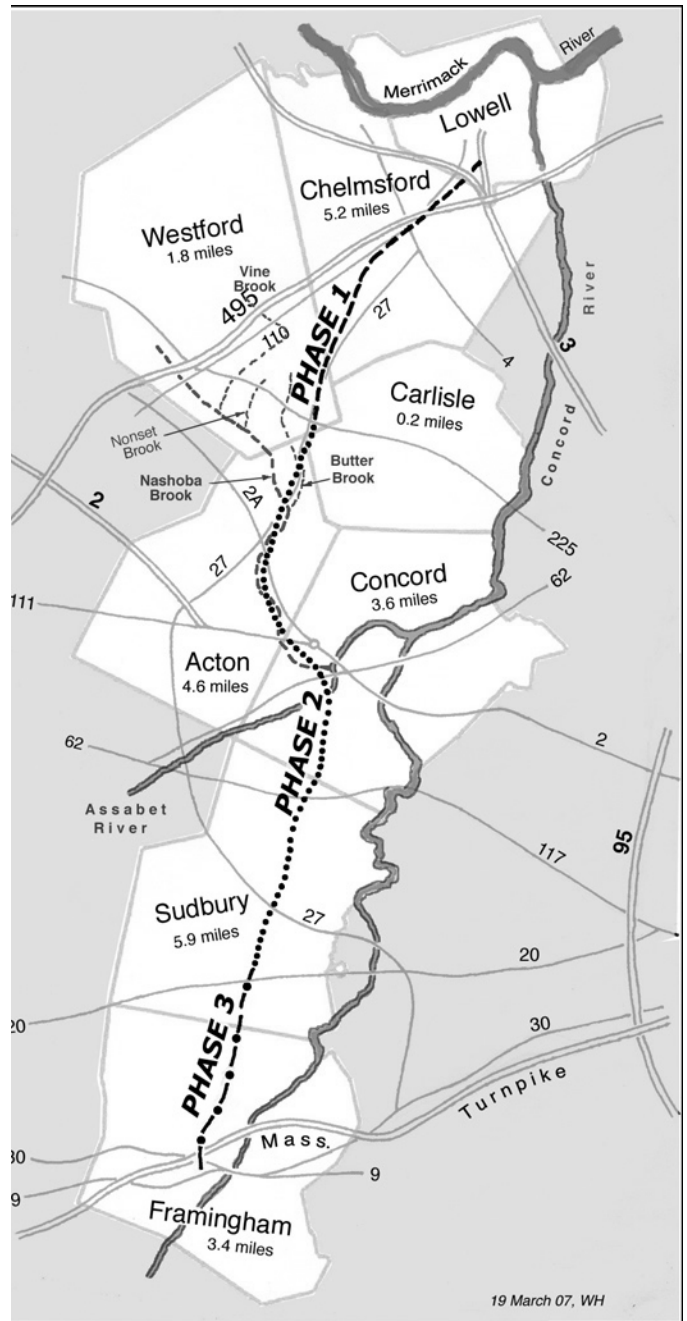 River
Merrimack
Lowell
Chelmsford
5.2 miles
Westford
1.8 miles
Vine
Brook
495
110
PHASE 1
27
4
3
River
Concord
Carlisle
0.2 miles
Nonset
Brook
Nashoba
Brook
Butter
Brook
2A
2
27
225
62
111
Concord
3.6 miles
Acton
4.6 miles
PHASE 2
62
2
Assabet
River
95
117
Sudbury
5.9 miles
27
20
20
30
PHASE 3
Turnpike
Mass.
30
9
9
Framingham
3.4 miles
19 March 07, WH